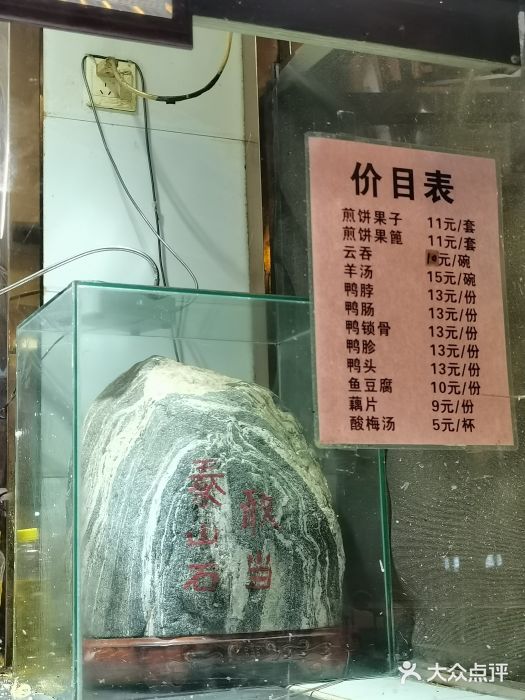 价目表
煎饼果子 11元/套
煎饼果篦 11元/套
云吞 10元/碗
羊汤 15元/碗
鸭脖 13元/份
鸭肠 13元/份
鸭锁骨 13元/份
鸭胗 13元/份
鸭头 13元/份
鱼豆腐 10元/份
藕片 9元/份
酸梅汤 5元/杯
泰山石
敢当
大众点评